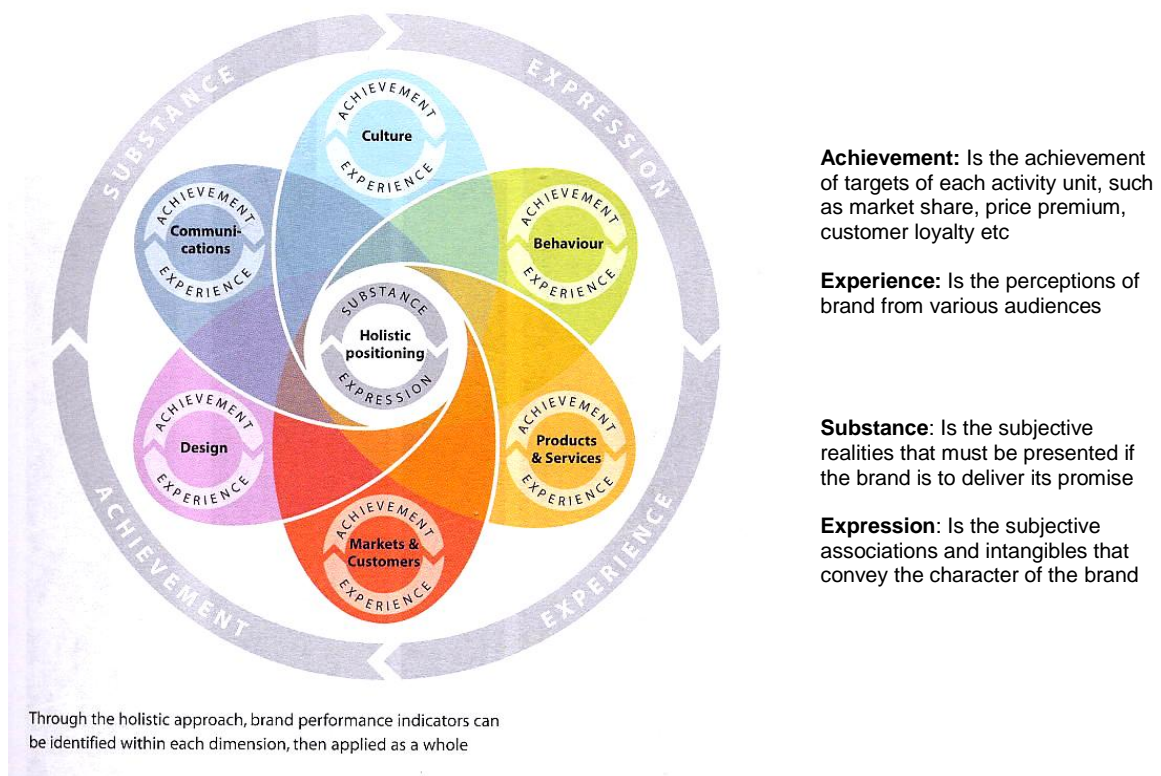 SUBSTANCE
EXPRESSION
ACHIEVEMENT
Culture
EXPERIENCE
ACHIEVEMENT
Communi-
cations
EXPERIENCE
ACHIEVEMENT
Behaviour
EXPERIENCE
SUBSTANCE
Holistic
positioning
EXPRESSION
ACHIEVEMENT
Design
EXPERIENCE
ACHIEVEMENT
Products
& Services
EXPERIENCE
ACHIEVEMENT
Markets &
Customers
EXPERIENCE
ACHIEVEMENT
EXPERIENCE
Through the holistic approach, brand performance indicators can
be identified within each dimension, then applied as a whole
Achievement: Is the achievement
of targets of each activity unit, such
as market share, price premium,
customer loyalty etc
Experience: Is the perceptions of
brand from various audiences
Substance: Is the subjective
realities that must be presented if
the brand is to deliver its promise
Expression: Is the subjective
associations and intangibles that
convey the character of the brand